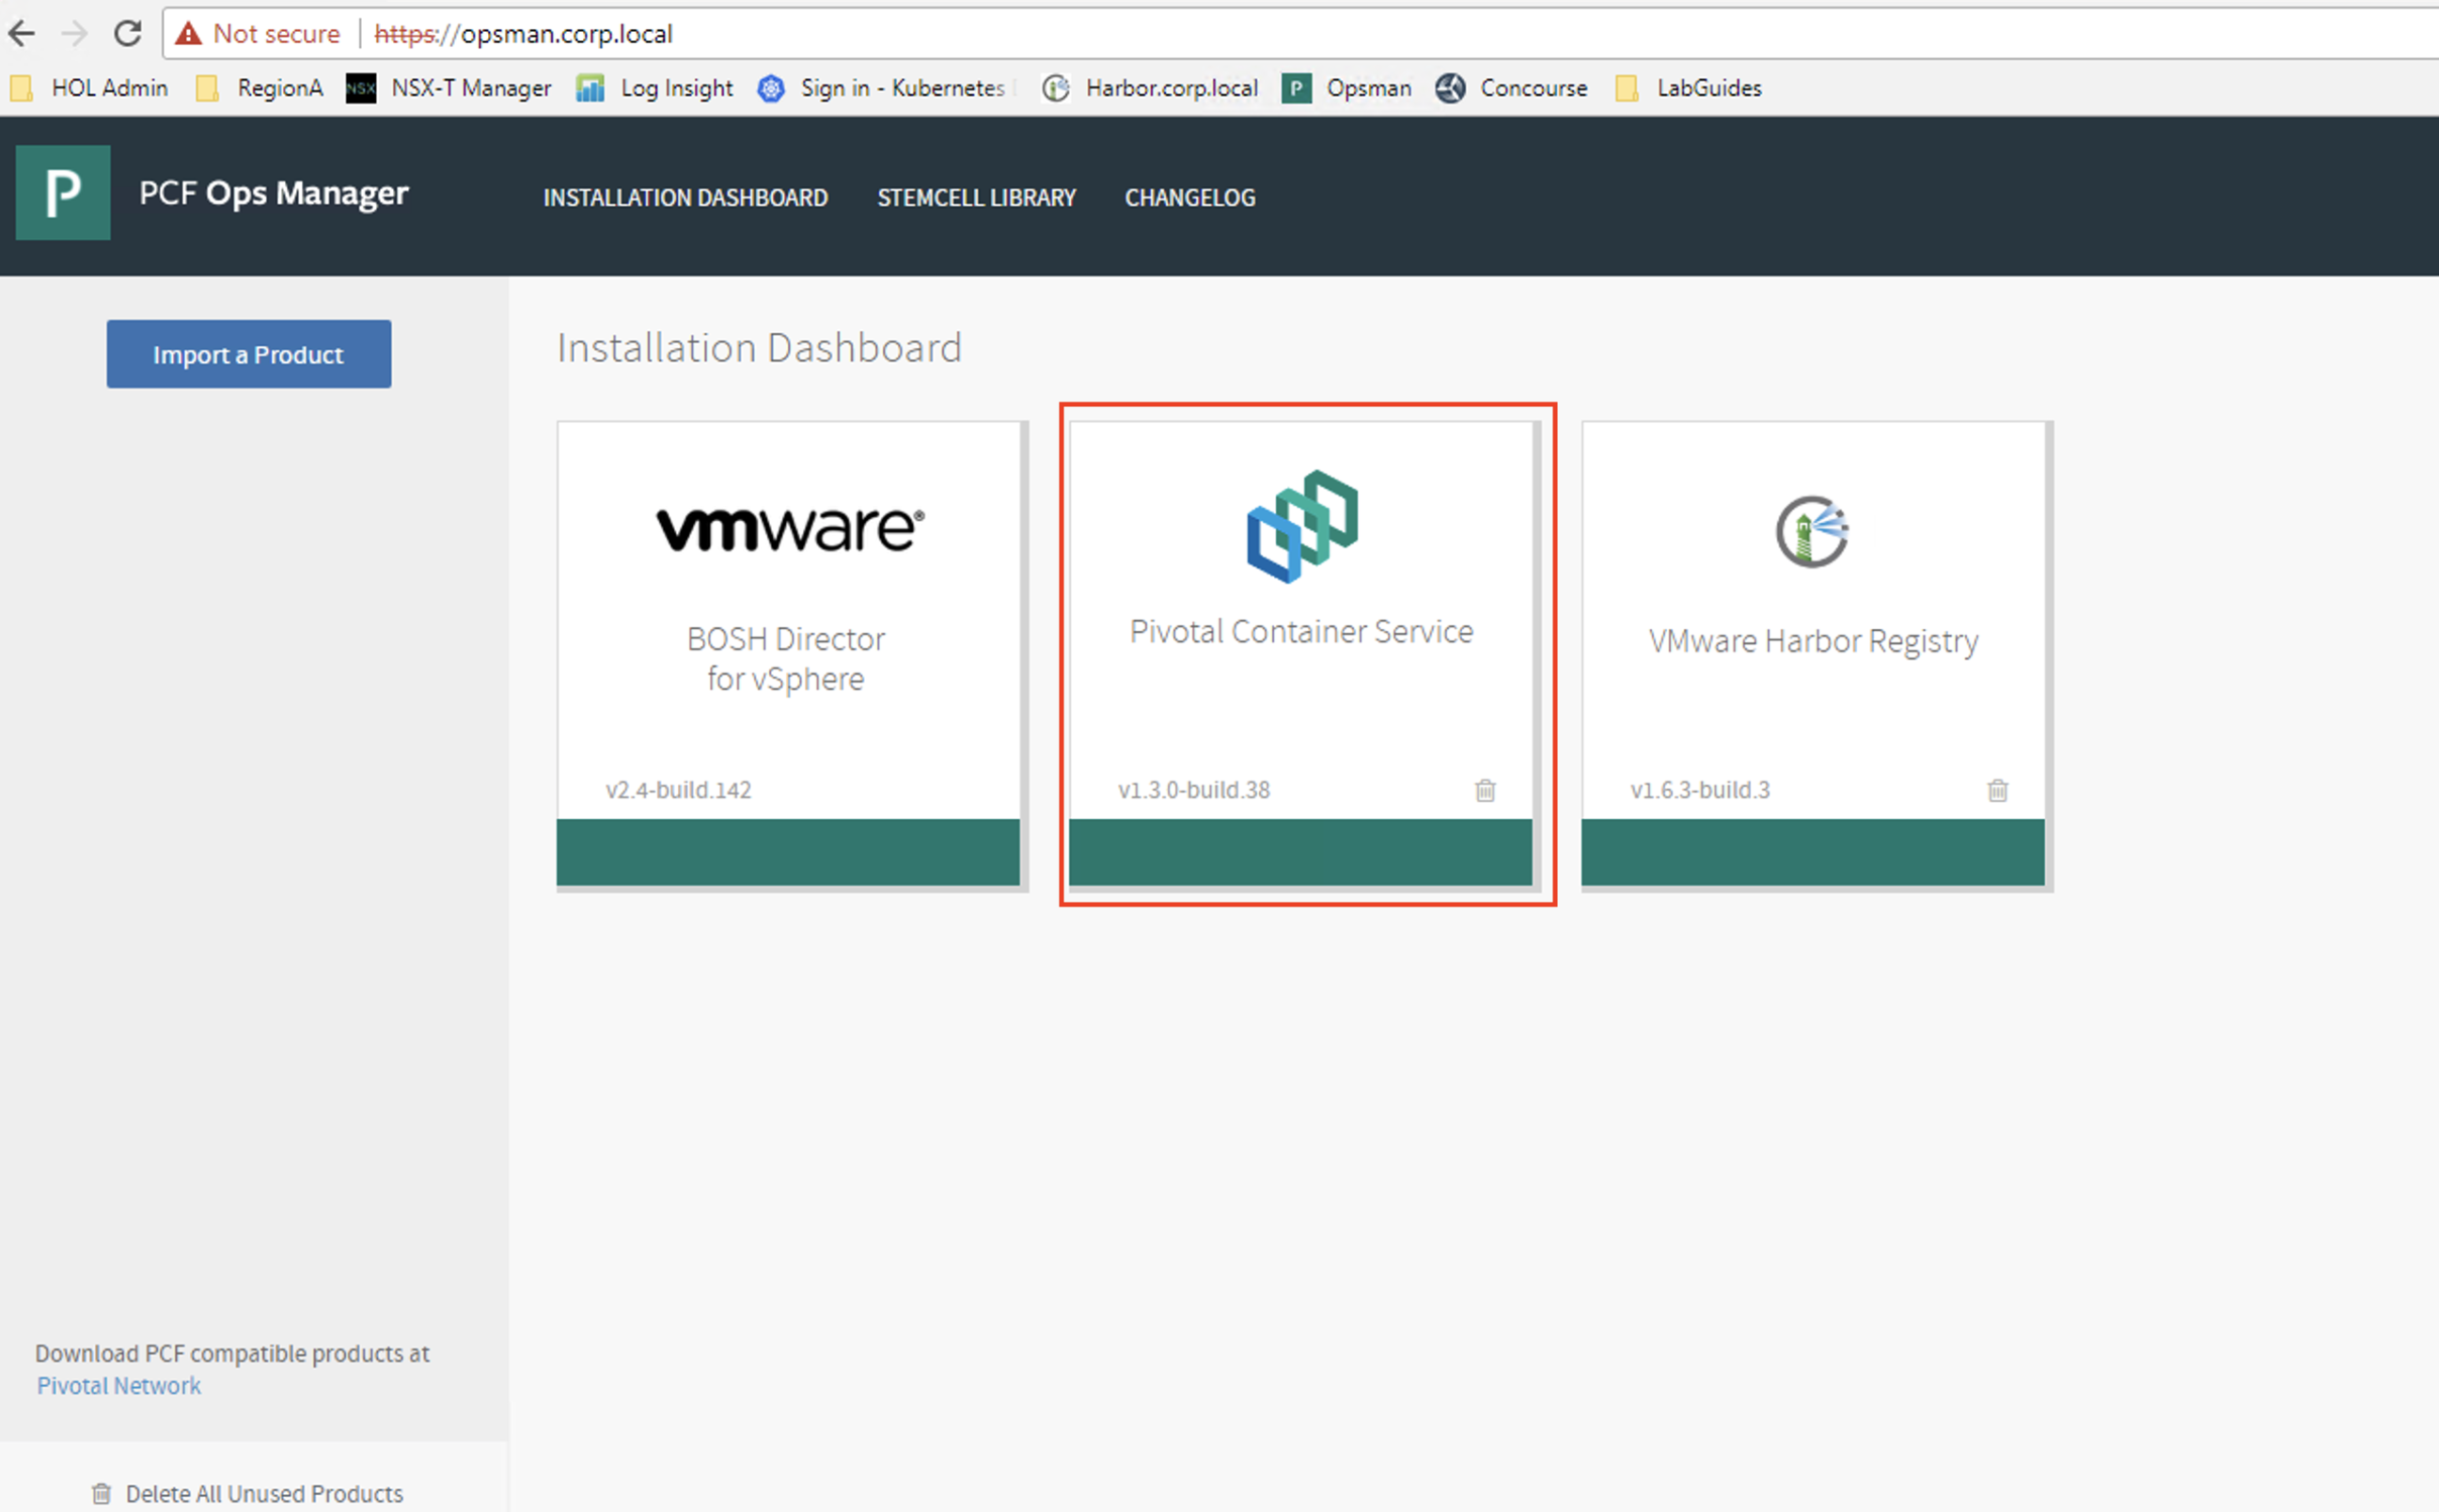 Not secure | https://opsman.corp.local
HOL Admin RegionA NSX NSX-T Manager Log Insight Sign in - Kubernetes Harbor.corp.local P Opsman Concourse LabGuides
P PCF Ops Manager INSTALLATION DASHBOARD STEMCELL LIBRARY CHANGELOG
Import a Product
Installation Dashboard
vmware®
BOSH Director
for vSphere
v2.4-build.142
Pivotal Container Service
v1.3.0-build.38
VMware Harbor Registry
v1.6.3-build.3
Download PCF compatible products at
Pivotal Network
Delete All Unused Products